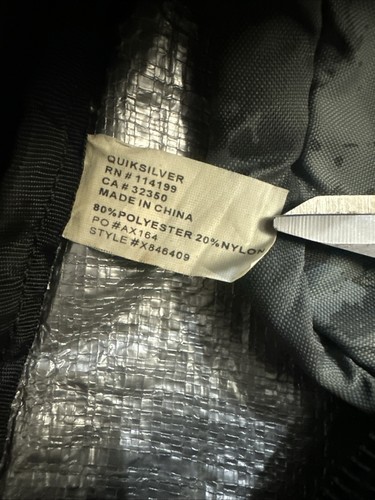 QUIKSILVER
RN # 114199
CA # 32350
MADE IN CHINA
80%POLYESTER 20%NYLON
PO #AX164
STYLE #X846409